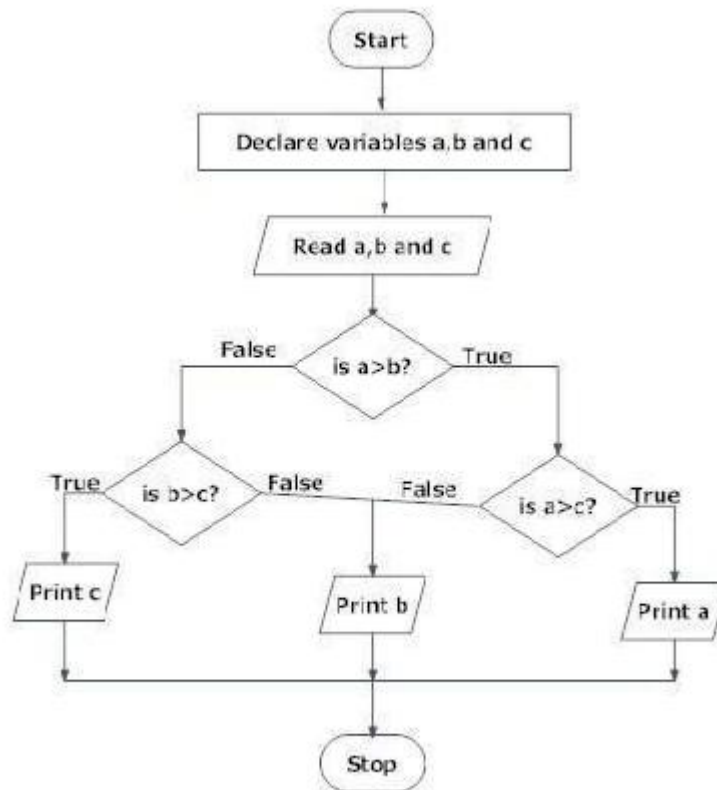 Start
Declare variables a,b and c
Read a,b and c
is a>b?
False
True
is b>c?
True
False
is a>c?
False
True
Print c
Print b
Print a
Stop